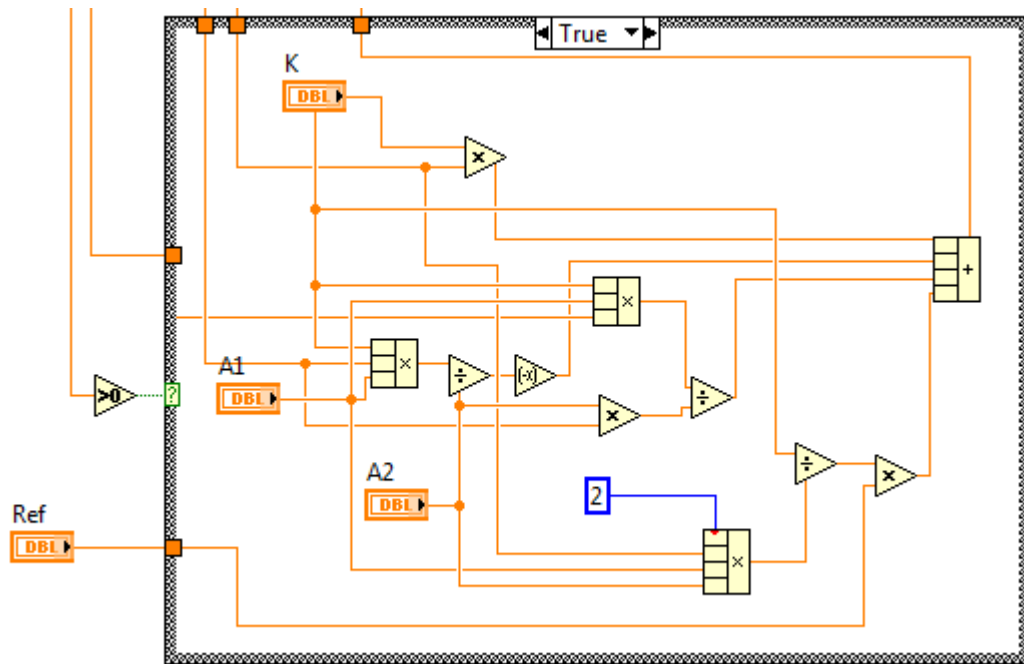 True
K
DBL
×
+
×
A1
×
÷
(-x)
÷
DBL
>0
?
×
A2
÷
×
DBL
2
Ref
DBL
×